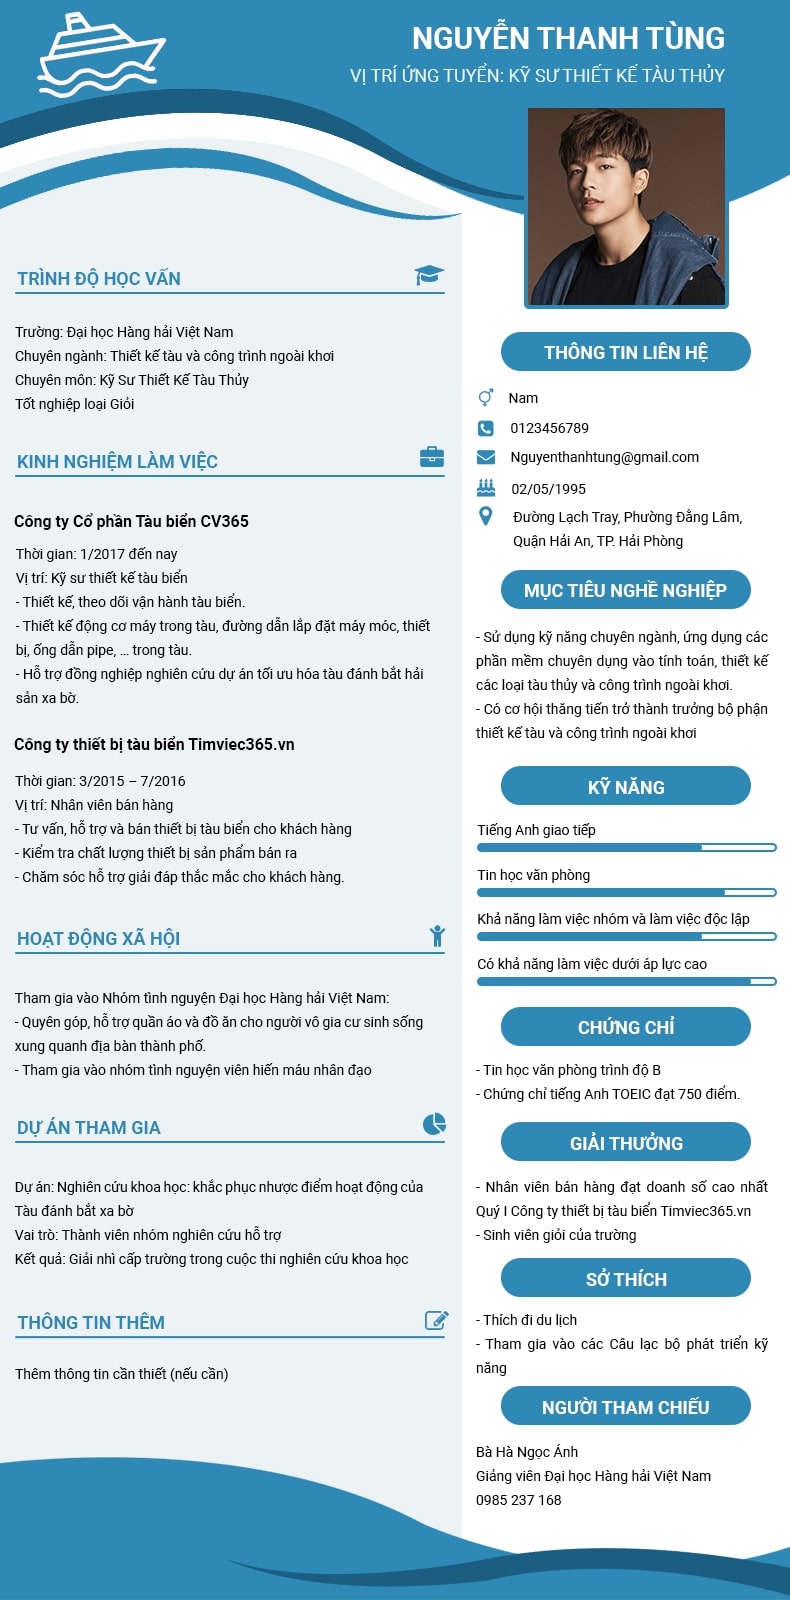 NGUYỄN THANH TÙNG
VỊ TRÍ ỨNG TUYỂN: KỸ SƯ THIẾT KẾ TÀU THỦY
TRÌNH ĐỘ HỌC VẤN
Trường: Đại học Hàng hải Việt Nam
Chuyên ngành: Thiết kế tàu và công trình ngoài khơi
Chuyên môn: Kỹ Sư Thiết Kế Tàu Thủy
Tốt nghiệp loại Giỏi
KINH NGHIỆM LÀM VIỆC
Công ty Cổ phần Tàu biển CV365
Thời gian: 1/2017 đến nay
Vị trí: Kỹ sư thiết kế tàu biển
- Thiết kế, theo dõi vận hành tàu biển.
- Thiết kế động cơ máy trong tàu, đường dẫn lắp đặt máy móc, thiết
bị, ống dẫn pipe, ... trong tàu.
- Hỗ trợ đồng nghiệp nghiên cứu dự án tối ưu hóa tàu đánh bắt hải
sản xa bờ.
Công ty thiết bị tàu biển Timviec365.vn
Thời gian: 3/2015 – 7/2016
Vị trí: Nhân viên bán hàng
- Tư vấn, hỗ trợ và bán thiết bị tàu biển cho khách hàng
- Kiểm tra chất lượng thiết bị sản phẩm bán ra
- Chăm sóc hỗ trợ giải đáp thắc mắc cho khách hàng.
HOẠT ĐỘNG XÃ HỘI
Tham gia vào Nhóm tình nguyện Đại học Hàng hải Việt Nam:
- Quyên góp, hỗ trợ quần áo và đồ ăn cho người vô gia cư sinh sống
xung quanh địa bàn thành phố.
- Tham gia vào nhóm tình nguyện viên hiến máu nhân đạo
DỰ ÁN THAM GIA
Dự án: Nghiên cứu khoa học: khắc phục nhược điểm hoạt động của
Tàu đánh bắt xa bờ
Vai trò: Thành viên nhóm nghiên cứu hỗ trợ
Kết quả: Giải nhì cấp trường trong cuộc thi nghiên cứu khoa học
THÔNG TIN THÊM
Thêm thông tin cần thiết (nếu cần)
THÔNG TIN LIÊN HỆ
Nam
0123456789
Nguyenthanhtung@gmail.com
02/05/1995
Đường Lạch Tray, Phường Đằng Lâm,
Quận Hải An, TP. Hải Phòng
MỤC TIÊU NGHỀ NGHIỆP
- Sử dụng kỹ năng chuyên ngành, ứng dụng các
phần mềm chuyên dụng vào tính toán, thiết kế
các loại tàu thủy và công trình ngoài khơi.
- Có cơ hội thăng tiến trở thành trưởng bộ phận
thiết kế tàu và công trình ngoài khơi
KỸ NĂNG
Tiếng Anh giao tiếp
Tin học văn phòng
Khả năng làm việc nhóm và làm việc độc lập
Có khả năng làm việc dưới áp lực cao
CHỨNG CHỈ
- Tin học văn phòng trình độ B
- Chứng chỉ tiếng Anh TOEIC đạt 750 điểm.
GIẢI THƯỞNG
- Nhân viên bán hàng đạt doanh số cao nhất
Quý I Công ty thiết bị tàu biển Timviec365.vn
- Sinh viên giỏi của trường
SỞ THÍCH
- Thích đi du lịch
- Tham gia vào các Câu lạc bộ phát triển kỹ
năng
NGƯỜI THAM CHIẾU
Bà Hà Ngọc Ánh
Giảng viên Đại học Hàng hải Việt Nam
0985 237 168